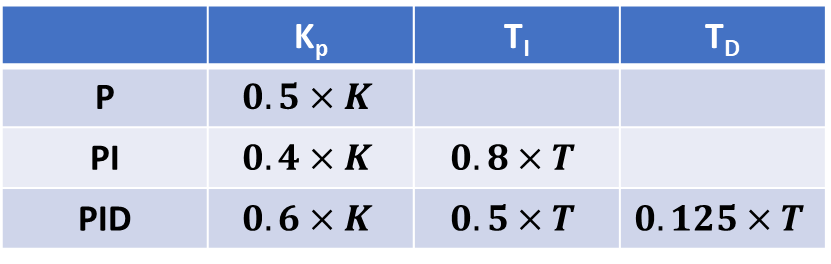 Kp TI TD
P 0.5 × K
PI 0.4 × K 0.8 × T
PID 0.6 × K 0.5 × T 0.125 × T